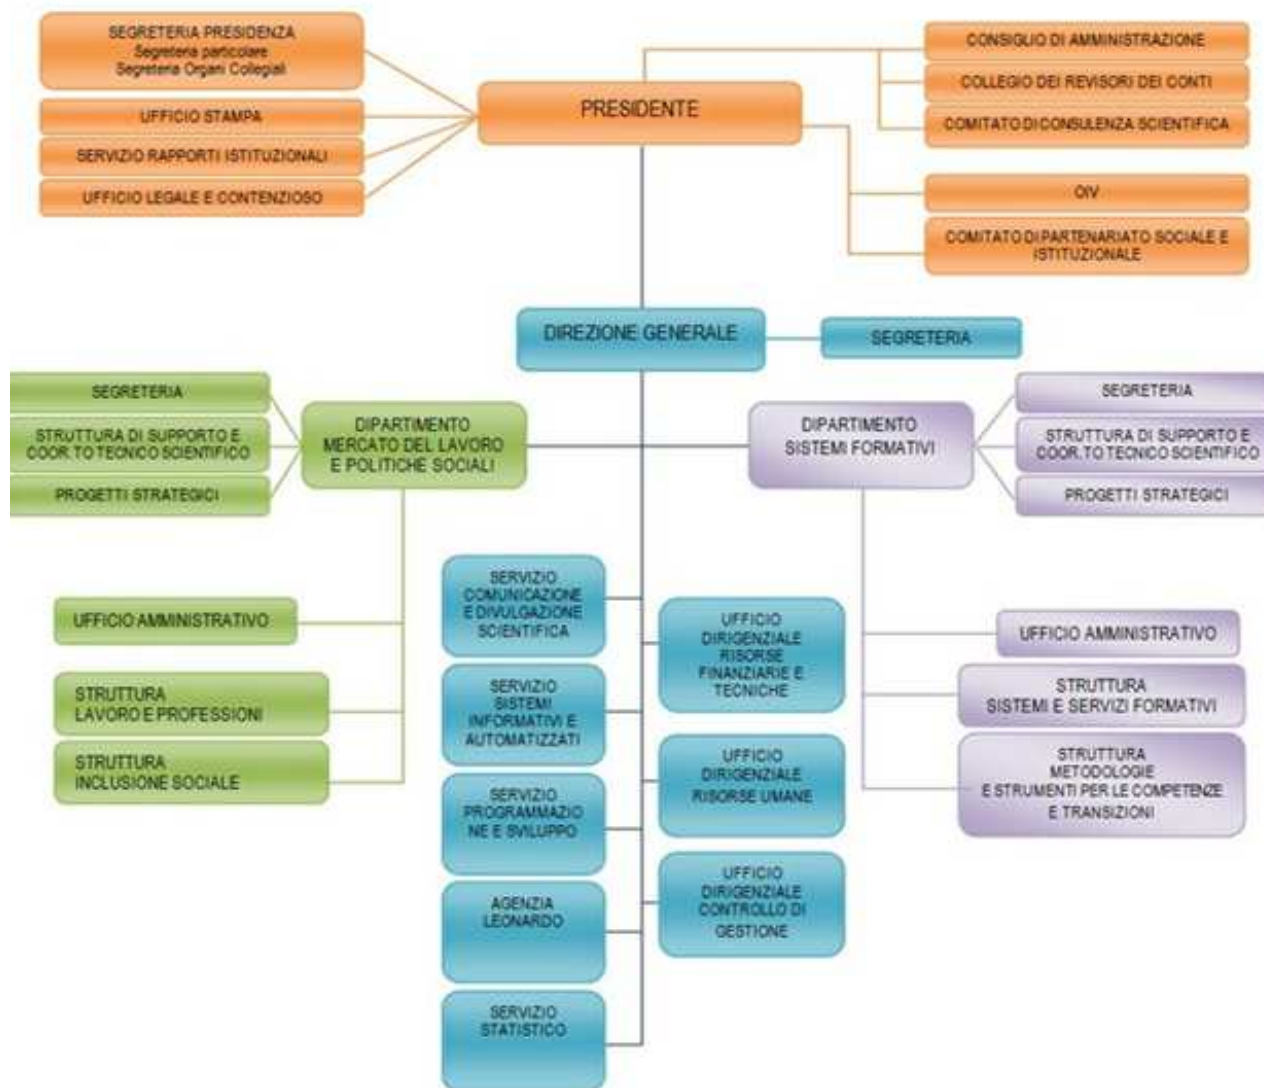 SEGRETERIA PRESIDENZA
Segreteria particolare
Segreteria Organi Collegiali
UFFICIO STAMPA
SERVIZIO RAPPORTI ISTITUZIONALI
UFFICIO LEGALE E CONTENZIOSO
PRESIDENTE
CONSIGLIO DI AMMINISTRAZIONE
COLLEGIO DEI REVISORI DEI CONTI
COMITATO DI CONSULENZA SCIENTIFICA
OIV
COMITATO DI PARTENARIATO SOCIALE E
ISTITUZIONALE
DIREZIONE GENERALE
SEGRETERIA
SEGRETERIA
STRUTTURA DI SUPPORTO E
COOR.TO TECNICO SCIENTIFICO
PROGETTI STRATEGICI
DIPARTIMENTO
MERCATO DEL LAVORO
E POLITICHE SOCIALI
DIPARTIMENTO
SISTEMI FORMATIVI
SEGRETERIA
STRUTTURA DI SUPPORTO E
COOR.TO TECNICO SCIENTIFICO
PROGETTI STRATEGICI
UFFICIO AMMINISTRATIVO
STRUTTURA
LAVORO E PROFESSIONI
STRUTTURA
INCLUSIONE SOCIALE
SERVIZIO
COMUNICAZIONE
E DIVULGAZIONE
SCIENTIFICA
SERVIZIO
SISTEMI
INFORMATIVI E
AUTOMATIZZATI
SERVIZIO
PROGRAMMAZIO
NE E SVILUPPO
AGENZIA
LEONARDO
SERVIZIO
STATISTICO
UFFICIO
DIRIGENZIALE
RISORSE
FINANZIARIE E
TECNICHE
UFFICIO
DIRIGENZIALE
RISORSE UMANE
UFFICIO
DIRIGENZIALE
CONTROLLO DI
GESTIONE
UFFICIO AMMINISTRATIVO
STRUTTURA
SISTEMI E SERVIZI FORMATIVI
STRUTTURA
METODOLOGIE
E STRUMENTI PER LE COMPETENZE
E TRANSIZIONI